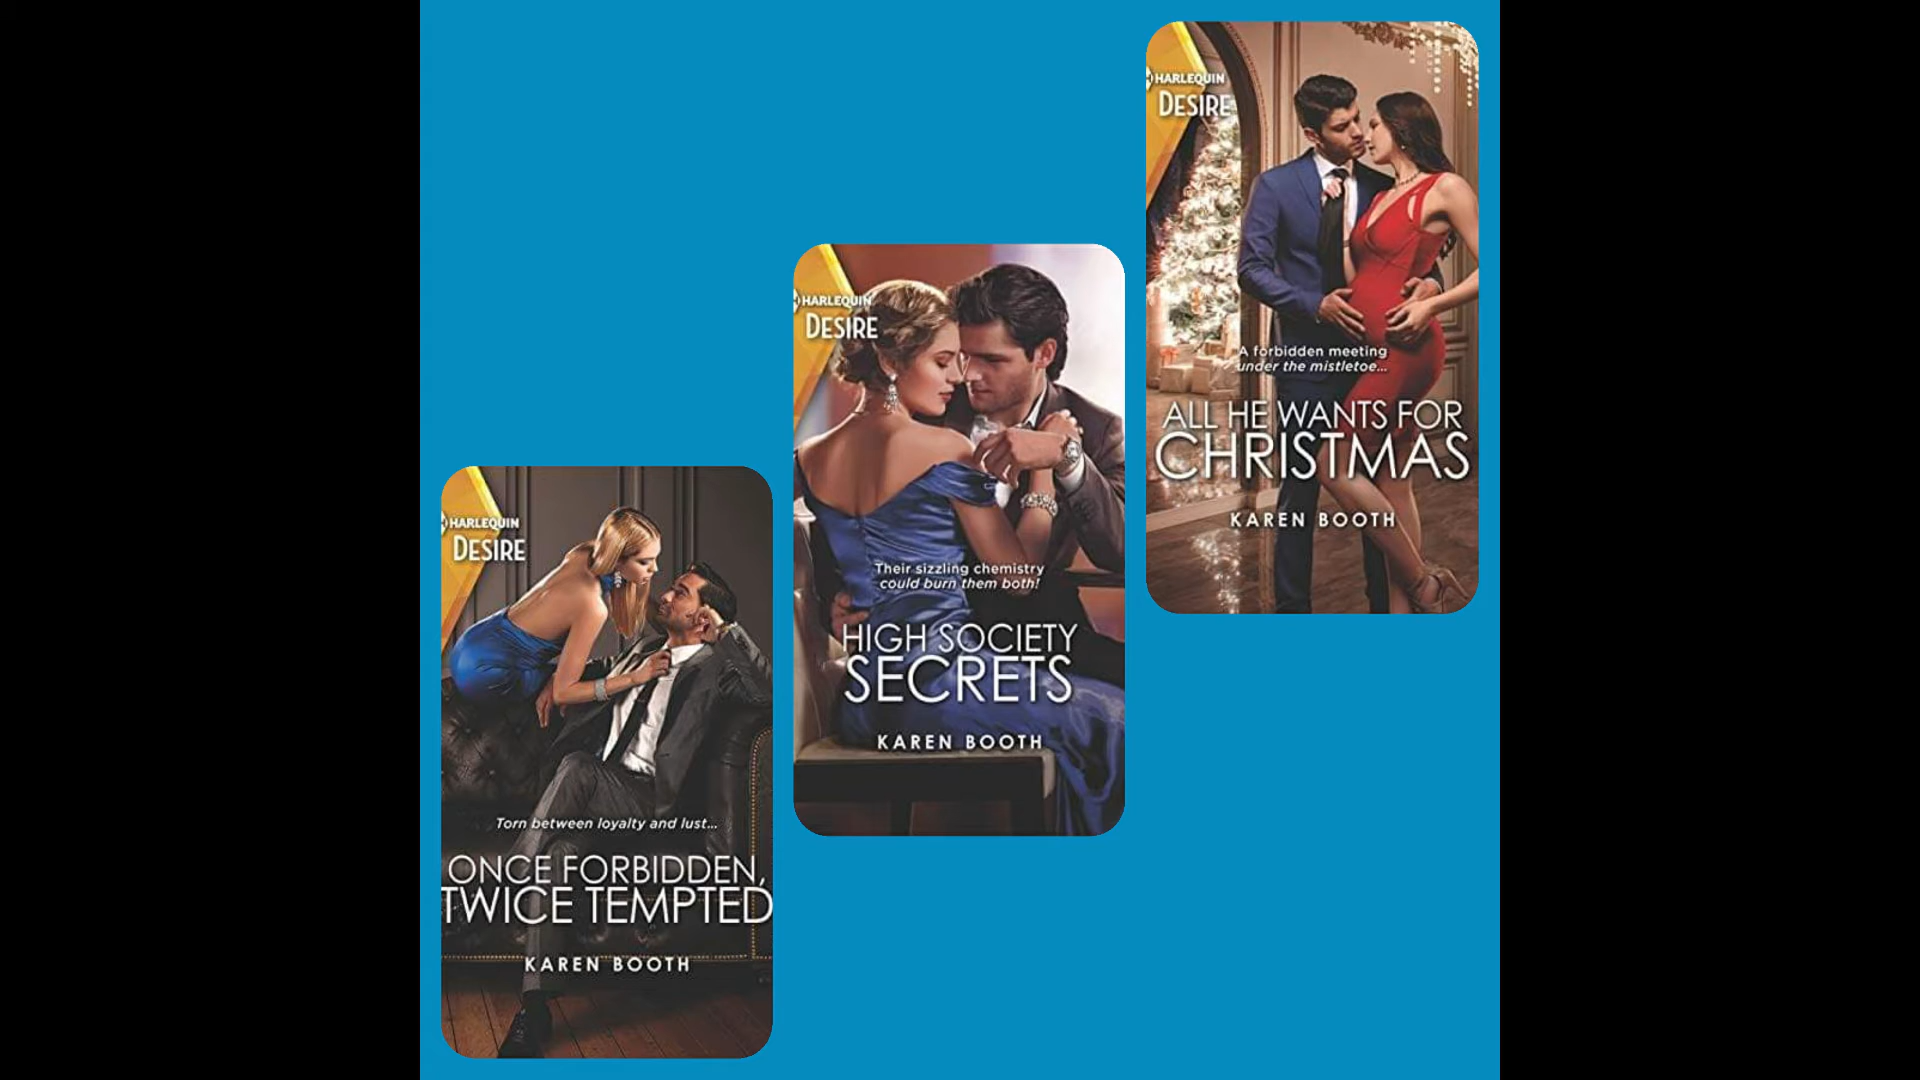 HARLEQUIN
DESIRE
Torn between loyalty and lust...
ONCE FORBIDDEN,
TWICE TEMPTED
KAREN BOOTH
HARLEQUIN
DESIRE
Their sizzling chemistry
could burn them both!
HIGH SOCIETY
SECRETS
KAREN BOOTH
HARLEQUIN
DESIRE
A forbidden meeting
under the mistletoe...
ALL HE WANTS FOR
CHRISTMAS
KAREN BOOTH